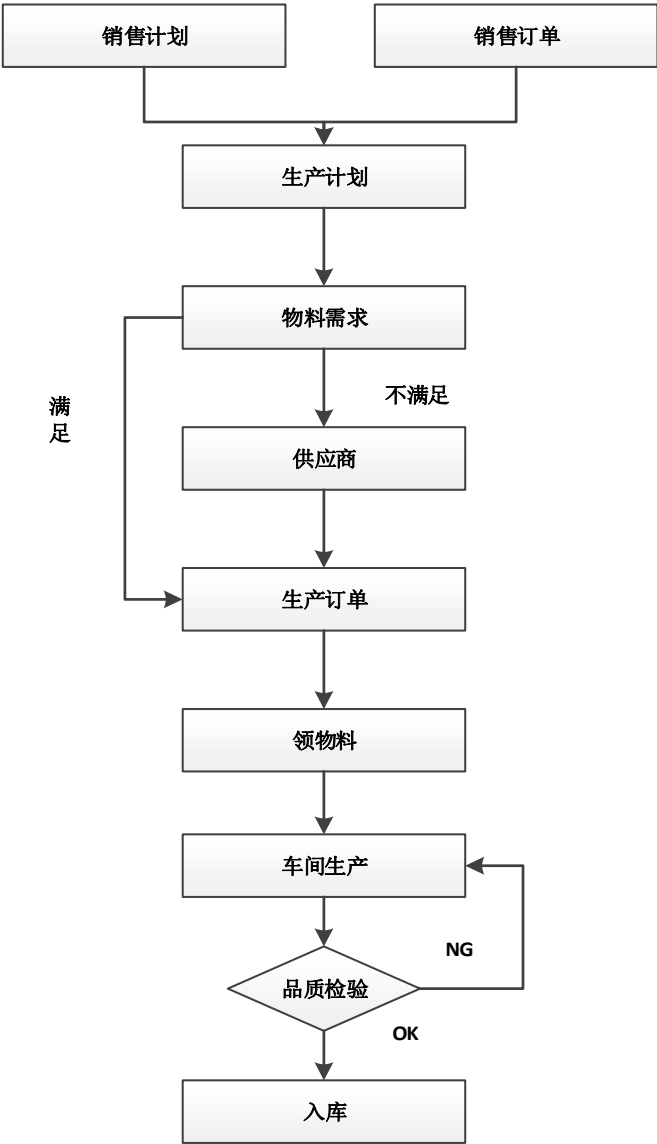 销售计划
销售订单
生产计划
物料需求
满
足
不满足
供应商
生产订单
领物料
车间生产
NG
品质检验
OK
入库